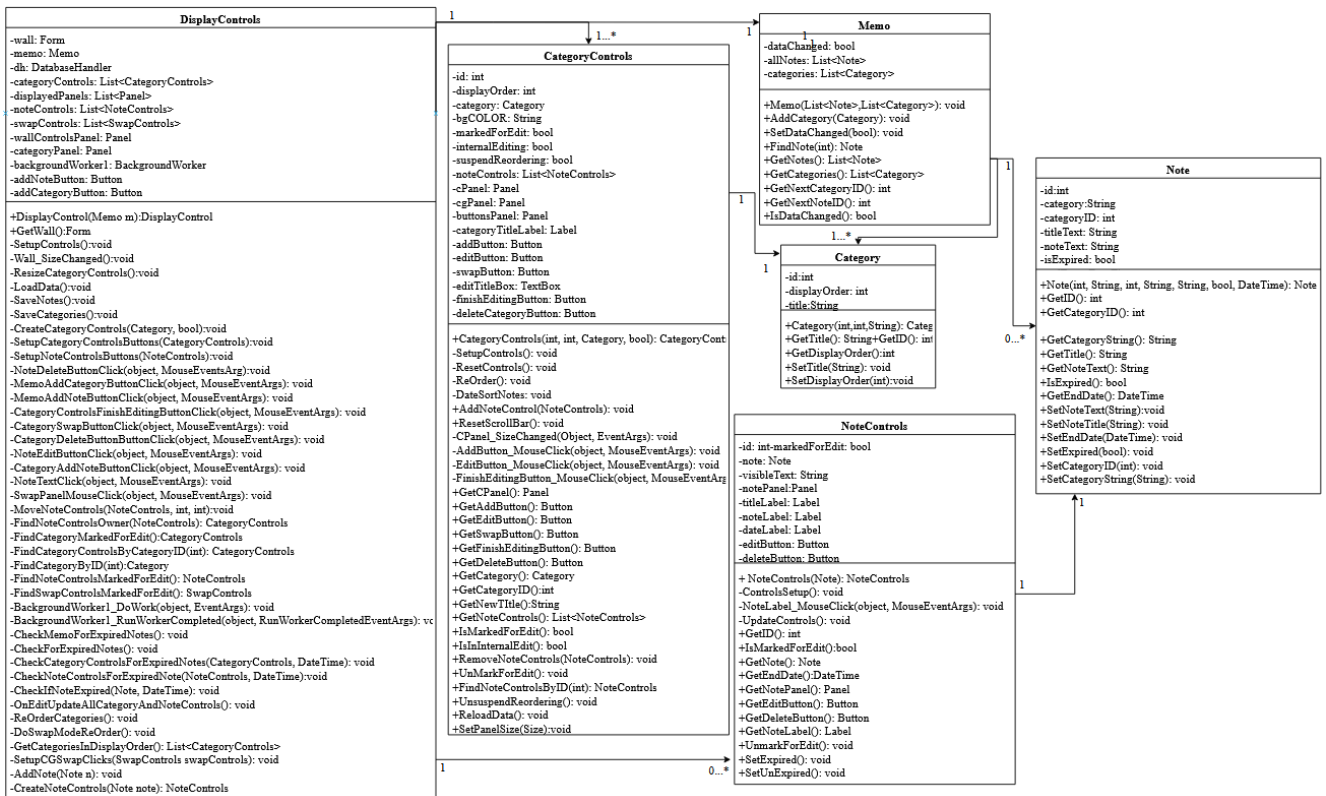 DisplayControls
-wall: Form
-memo: Memo
-dh: DatabaseHandler
-categoryControls: List<CategoryControls>
-displayedPanels: List<Panel>
-noteControls: List<NoteControls>
-swapControls: List<SwapControls>
-wallControlsPanel: Panel
-categoryPanel: Panel
-backgroundWorker1: BackgroundWorker
-addNoteButton: Button
-addCategoryButton: Button
+DisplayControl(Memo m):DisplayControl
+GetWall():Form
-SetupControls():void
-Wall_SizeChanged():void
-ResizeCategoryControls():void
-LoadData():void
-SaveNotes():void
-SaveCategories():void
-CreateCategoryControls(Category, bool):void
-SetupCategoryControlsButtons(CategoryControls):void
-SetupNoteControlsButtons(NoteControls):void
-NoteDeleteButtonClick(object, MouseEventsArg):void
-MemoAddCategoryButtonClick(object, MouseEventArgs): void
-MemoAddNoteButtonClick(object, MouseEventArgs): void
-CategoryControlsFinishEditingButtonClick(object, MouseEventArgs): void
-CategorySwapButtonClick(object, MouseEventArgs): void
-CategoryDeleteButtonButtonClick(object, MouseEventArgs): void
-NoteEditButtonClick(object, MouseEventArgs): void
-CategoryAddNoteButtonClick(object, MouseEventArgs): void
-NoteTextClick(object, MouseEventArgs): void
-SwapPanelMouseClick(object, MouseEventArgs): void
-MoveNoteControls(NoteControls, int, int):void
-FindNoteControlsOwner(NoteControls): CategoryControls
-FindCategoryMarkedForEdit():CategoryControls
-FindCategoryControlsByCategoryID(int): CategoryControls
-FindCategoryByID(int):Category
-FindNoteControlsMarkedForEdit(): NoteControls
-FindSwapControlsMarkedForEdit(): SwapControls
-BackgroundWorker1_DoWork(object, EventArgs): void
-BackgroundWorker1_RunWorkerCompleted(object, RunWorkerCompletedEventArgs): vo
-CheckMemoForExpiredNotes(): void
-CheckForExpiredNotes(): void
-CheckCategoryControlsForExpiredNotes(CategoryControls, DateTime): void
-CheckNoteControlsForExpiredNote(NoteControls, DateTime):void
-CheckIfNoteExpired(Note, DateTime): void
-OnEditUpdateAllCategoryAndNoteControls(): void
-ReOrderCategories(): void
-DoSwapModeReOrder(): void
-GetCategoriesInDisplayOrder(): List<CategoryControls>
-SetupCGSwapClicks(SwapControls swapControls): void
-AddNote(Note n): void
-CreateNoteControls(Note note): NoteControls
1
1...*
1
1
CategoryControls
-id: int
-displayOrder: int
-category: Category
-bgCOLOR: String
-markedForEdit: bool
-internalEditing: bool
-suspendReordering: bool
-noteControls: List<NoteControls>
-cPanel: Panel
-cgPanel: Panel
-buttonsPanel: Panel
-categoryTitleLabel: Label
-addButton: Button
-editButton: Button
-swapButton: Button
-editTitleBox: TextBox
-finishEditingButton: Button
-deleteCategoryButton: Button
+CategoryControls(int, int, Category, bool): CategoryCont
-SetupControls(): void
-ResetControls(): void
-ReOrder(): void
-DateSortNotes: void
+AddNoteControl(NoteControls): void
+ResetScrollBar(): void
-CPanel_SizeChanged(Object, EventArgs): void
-AddButton_MouseClick(Object, MouseEventArgs): void
-EditButton_MouseClick(Object, MouseEventArgs): void
-FinishEditingButton_MouseClick(Object, MouseEventArg
+GetCPanel(): Panel
+GetAddButton(): Button
+GetEditButton(): Button
+GetSwapButton(): Button
+GetFinishEditingButton(): Button
+GetDeleteButton(): Button
+GetCategory(): Category
+GetCategoryID():int
+GetNewTItle():String
+GetNoteControls(): List<NoteControls>
+IsMarkedForEdit(): bool
+IsInInternalEdit(): bool
+RemoveNoteControls(NoteControls): void
+UnMarkForEdit(): void
+FindNoteControlsByID(int): NoteControls
+UnsuspendReordering(): void
+ReloadData(): void
+SetPanelSize(Size):void
1
1
Memo
-dataChanged: bool
-allNotes: List<Note>
-categories: List<Category>
+Memo(List<Note>,List<Category>): void
+AddCategory(Category): void
+SetDataChanged(bool): void
+FindNote(int): Note
+GetNotes(): List<Note>
+GetCategories(): List<Category>
+GetNextCategoryID(): int
+GetNextNoteID(): int
+IsDataChanged(): bool
1
1
1...*
0...*
Category
-id:int
-displayOrder: int
-title:String
+Category(int,int,String): Categ
+GetTitle(): String+GetID(): int
+GetDisplayOrder():int
+SetTitle(String): void
+SetDisplayOrder(int):void
Note
-id:int
-category:String
-categoryID: int
-titleText: String
-noteText: String
-isExpired: bool
+Note(int, String, int, String, String, bool, DateTime): Note
+GetID(): int
+GetCategoryID(): int
+GetCategoryString(): String
+GetTitle(): String
+GetNoteText(): String
+IsExpired(): bool
+GetEndDate(): DateTime
+SetNoteText(String):void
+SetNoteTitle(String): void
+SetEndDate(DateTime): void
+SetExpired(bool): void
+SetCategoryID(int): void
+SetCategoryString(String): void
1
1
NoteControls
-id: int-markedForEdit: bool
-note: Note
-visibleText: String
-notePanel:Panel
-titleLabel: Label
-noteLabel: Label
-dateLabel: Label
-editButton: Button
-deleteButton: Button
+ NoteControls(Note): NoteControls
-ControlsSetup(): void
-NoteLabel_MouseClick(object, MouseEventArgs): void
-UpdateControls(): void
+GetID(): int
+IsMarkedForEdit():bool
+GetNote(): Note
+GetEndDate():DateTime
+GetNotePanel(): Panel
+GetEditButton(): Button
+GetDeleteButton(): Button
+GetNoteLabel(): Label
+UnmarkForEdit(): void
+SetExpired(): void
+SetUnExpired(): void
1
0...*